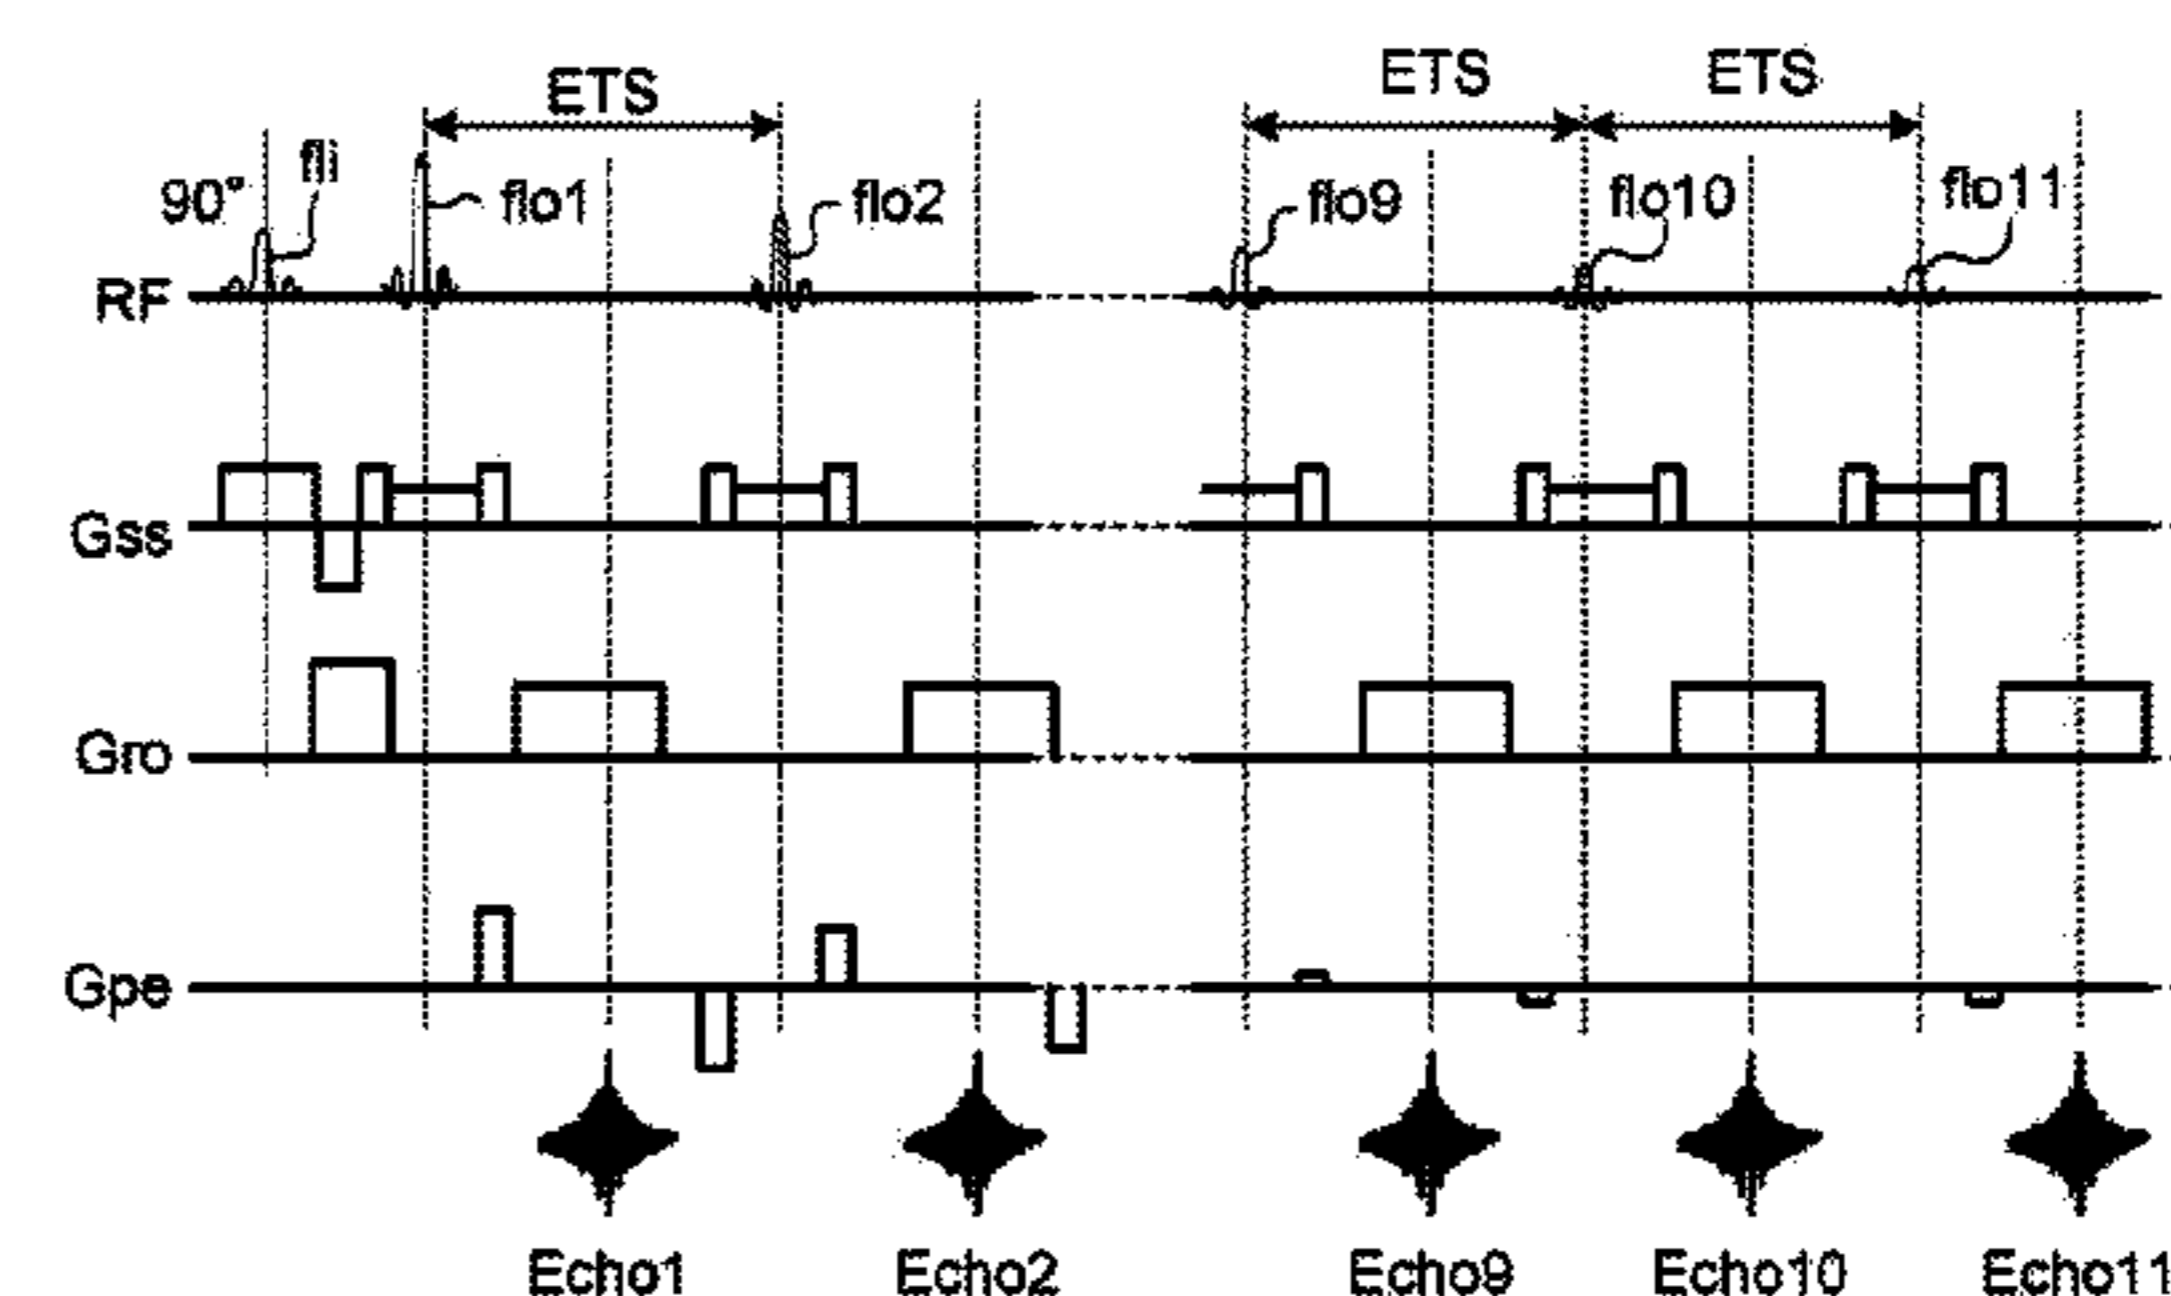 ETS ETS ETS
90° fli flo1 flo2 flo9 flo10 flo11
RF
Gss
Gro
Gpe
Echo1 Echo2 Echo9 Echo10 Echo11